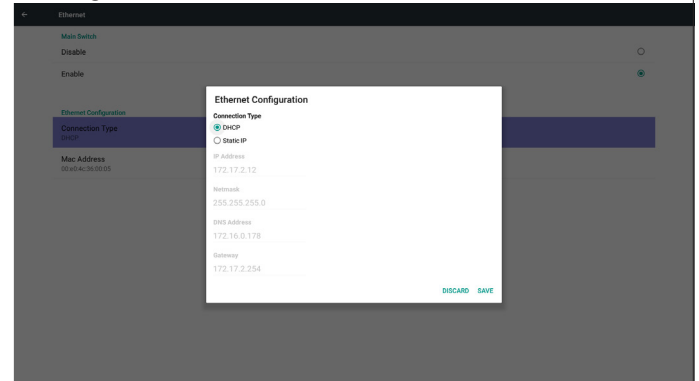 Ethernet
Main Switch
Disable
Enable
Ethernet Configuration
Connection Type
DHCP
Mac Address
00:e0:4c:36:00:05
Ethernet Configuration
Connection Type
DHCP
Static IP
IP Address
172.17.2.12
Netmask
255.255.255.0
DNS Address
172.16.0.178
Gateway
172.17.2.254
DISCARD SAVE